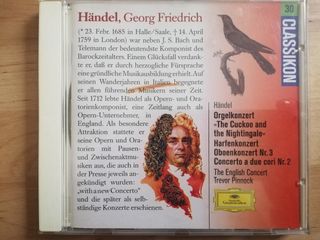 Händel, Georg Friedrich
(* 23. Febr. 1685 in Halle/Saale, † 14. April
1759 in London) war neben J. S. Bach und
Telemann der bedeutendste Komponist des
Barockzeitalters. Einem Glücksfall verdank-
te er, daß er durch herzogliche Fürsprache
eine gründliche Musikausbildung erhielt. Auf
seinen Wanderjahren in Italien begegnete
er allen führenden Musikern seiner Zeit.
Seit 1712 lebte Händel als Opern- und Ora-
torienkomponist, eine Zeitlang auch als
Opern-Unternehmer, in
England. Als besondere
Attraktion stattete er
seine Opern und Ora-
torien mit Pausen-
und Zwischenaktmusi-
ken aus, die auch in
der Presse jeweils an-
gekündigt wurden:
„with a new Concerto“
und die später als selb-
ständige Konzerte erschienen.
30
CLASSIKON
Händel
Orgelkonzert
»The Cuckoo and
the Nightingale«
Harfenkonzert
Oboenkonzert Nr. 3
Concerto a due cori Nr. 2
The English Concert
Trevor Pinnock
Deutsche
Grammophon